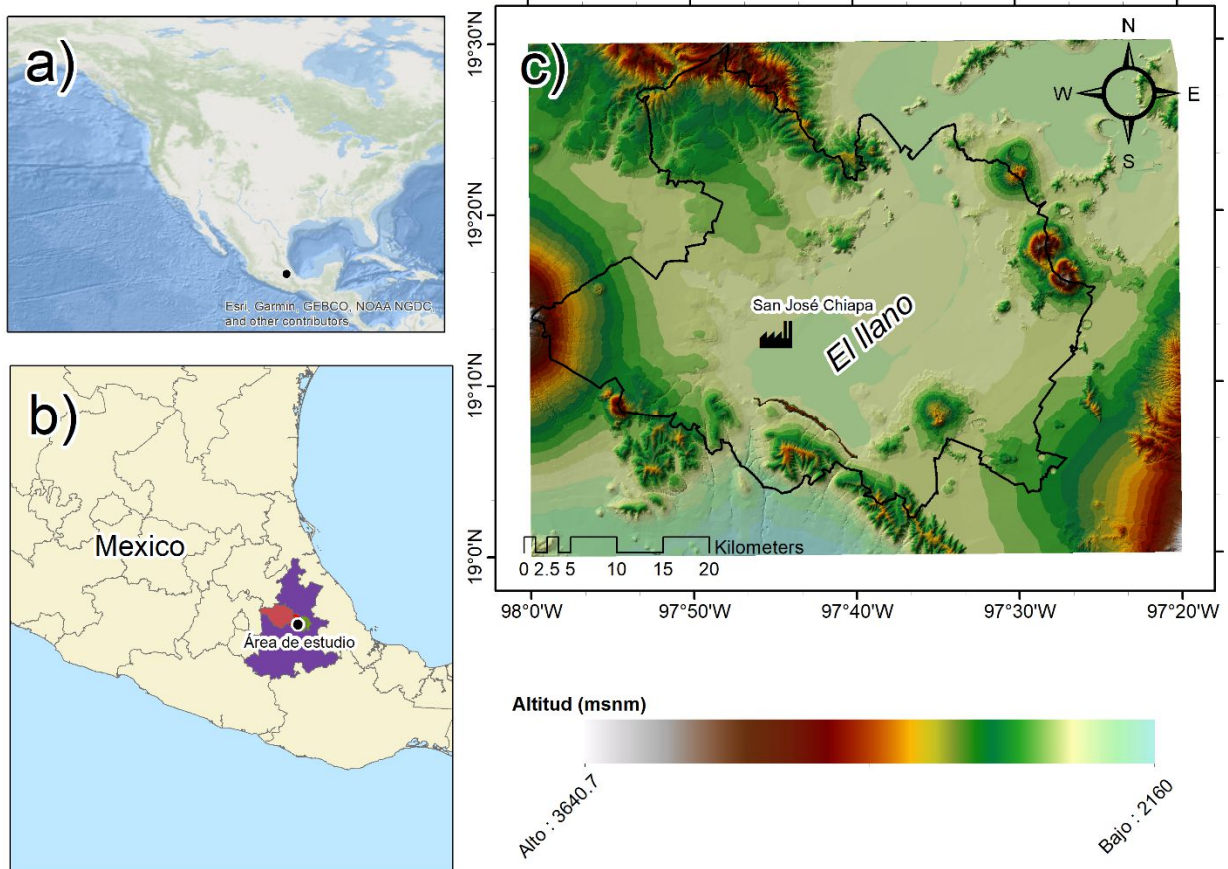 a)
Esri, Garmin, GEBCO, NOAA NGDC,
and other contributors
b)
Mexico
Área de estudio
c)
N
W
E
S
19°30'N
19°20'N
19°10'N
19°0'N
San José Chiapa
El llano
Kilometers
0 2.5 5 10 15 20
98°0'W 97°50'W 97°40'W 97°30'W 97°20'W
Altitud (msnm)
Alto : 3640.7
Bajo : 2160